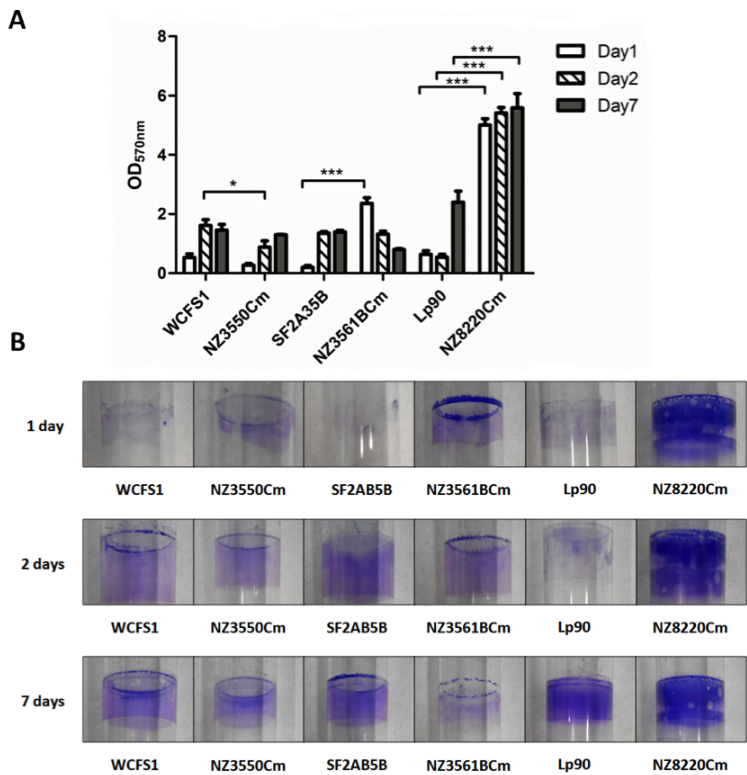 A
8
6
4
2
0
OD570nm
*
***
***
***
***
Day1
Day2
Day7
WCFS1
NZ3550Cm
SF2A35B
NZ3561BCm
Lp90
NZ8220Cm
B
1 day
WCFS1 NZ3550Cm SF2AB5B NZ3561BCm Lp90 NZ8220Cm
2 days
WCFS1 NZ3550Cm SF2AB5B NZ3561BCm Lp90 NZ8220Cm
7 days
WCFS1 NZ3550Cm SF2AB5B NZ3561BCm Lp90 NZ8220Cm